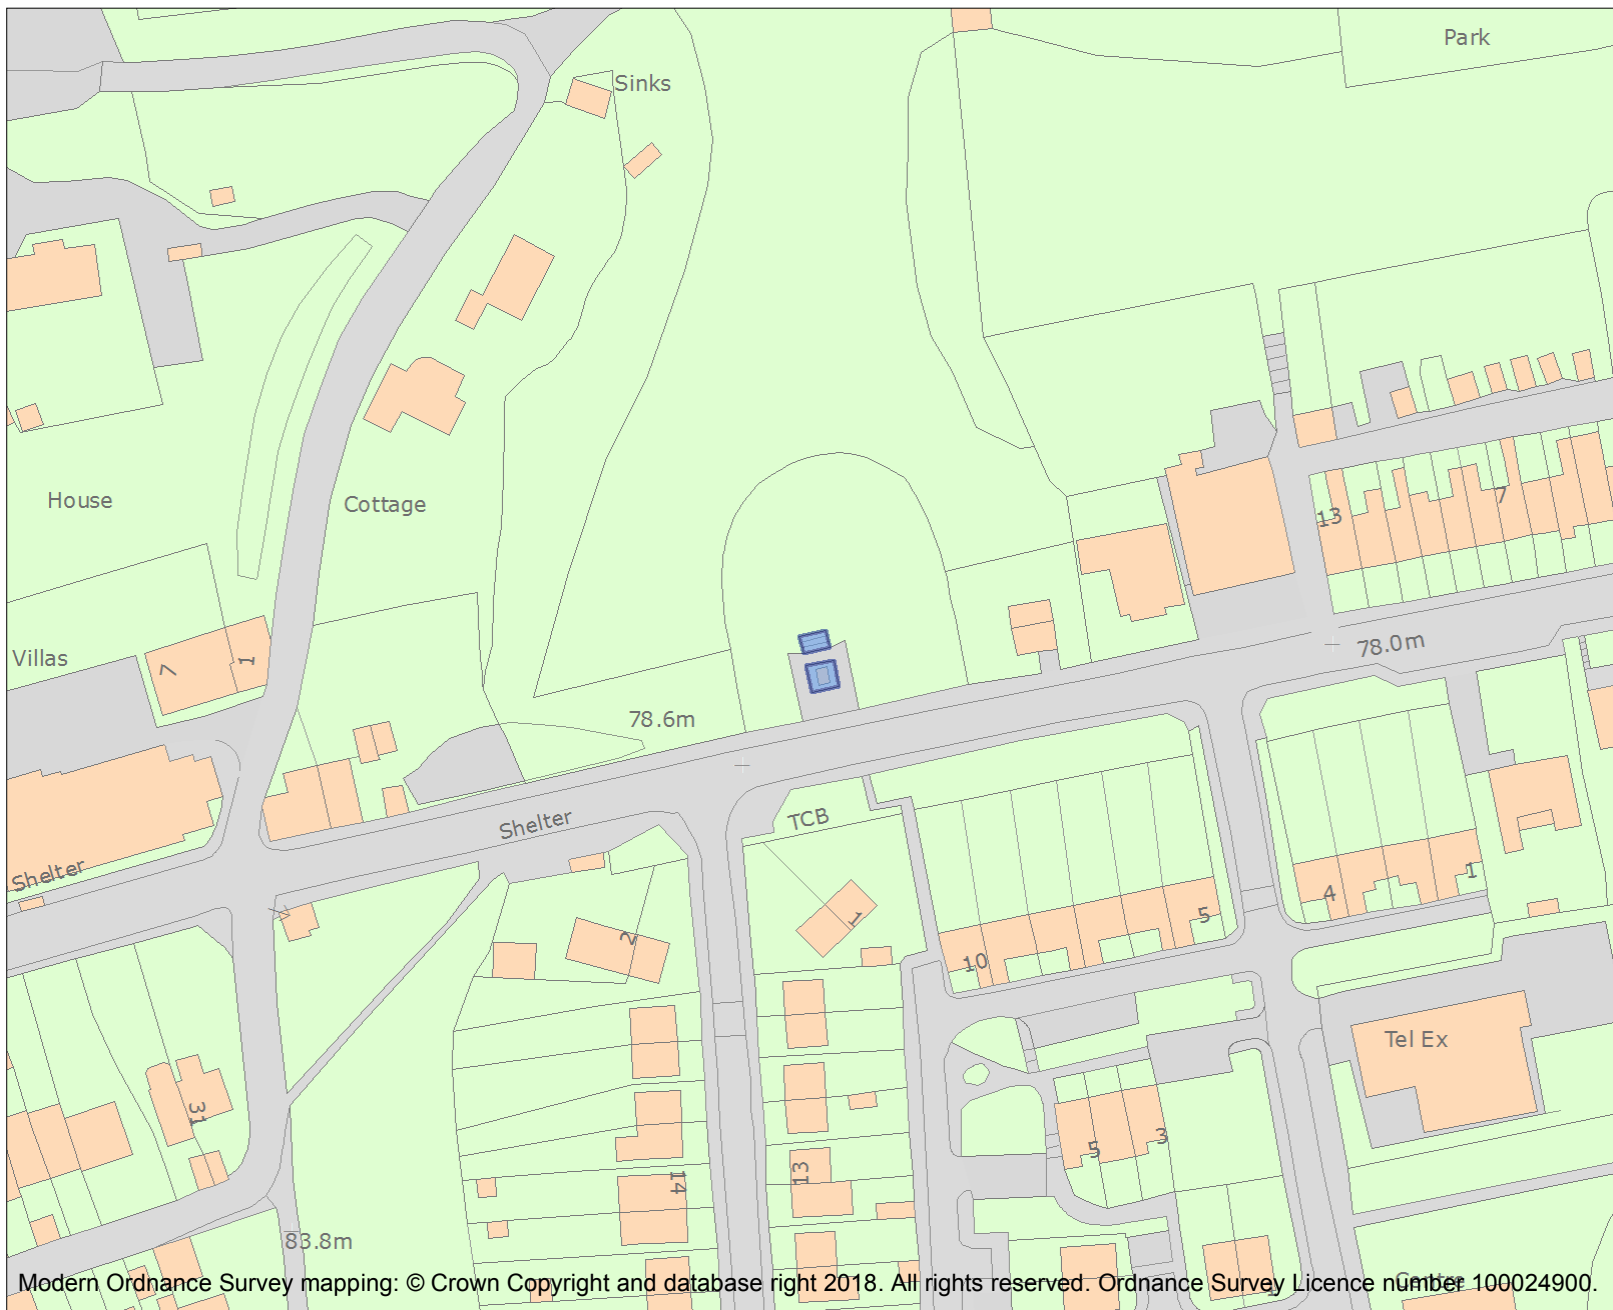 Park
Sinks
House
Cottage
13
7
Villas
7
1
78.0m
78.6m
Shelter
TCB
Shelter
1
2
10
5
4
1
Tel Ex
31
5
3
14
13
83.8m
Centre
1
Modern Ordnance Survey mapping: © Crown Copyright and database right 2018. All rights reserved. Ordnance Survey Licence number 100024900.